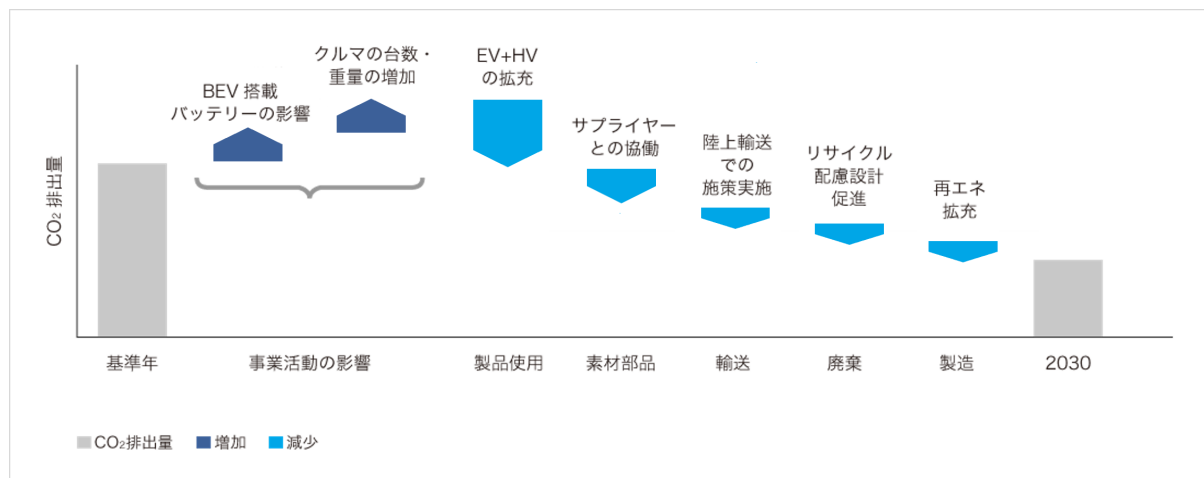 CO₂ 排出量
BEV 搭載
バッテリーの影響
クルマの台数・
重量の増加
EV+HV
の拡充
サプライヤー
との協働
陸上輸送
での
施策実施
リサイクル
配慮設計
促進
再エネ
拡充
基準年
事業活動の影響
製品使用
素材部品
輸送
廃棄
製造
2030
CO₂排出量
増加
減少